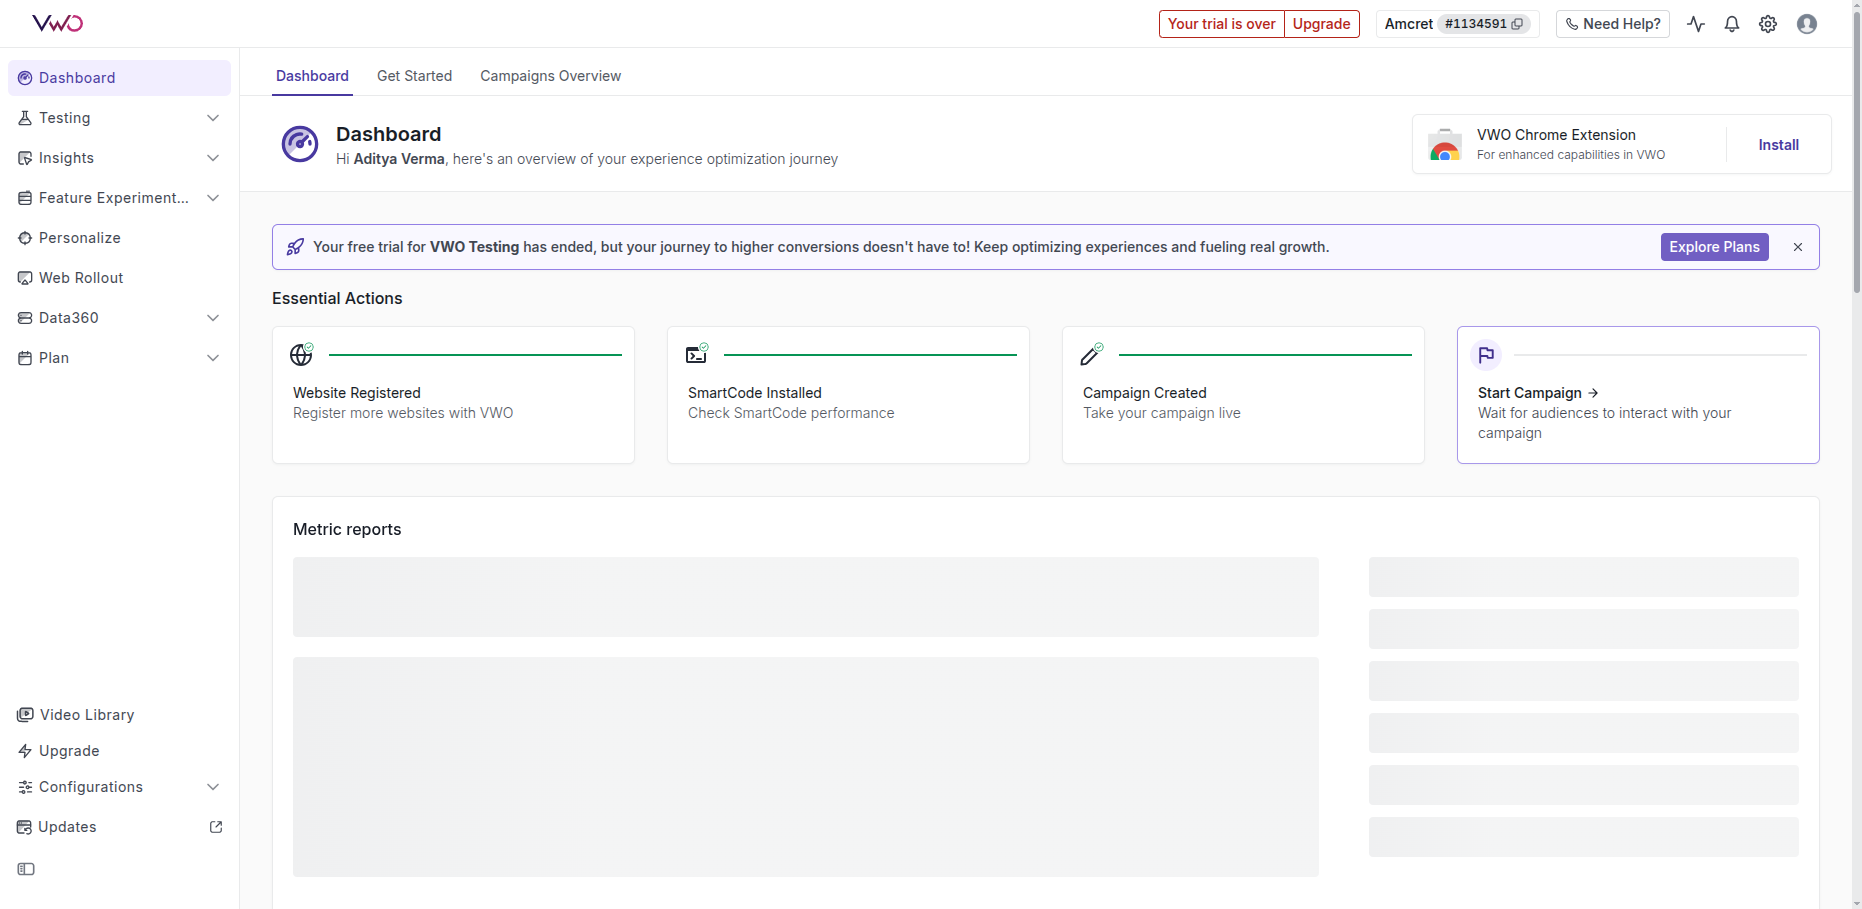 VWO
Your trial is over Upgrade
Amcret #1134591
Need Help?
Dashboard
Testing
Insights
Feature Experiment...
Personalize
Web Rollout
Data360
Plan
Video Library
Upgrade
Configurations
Updates
Dashboard Get Started Campaigns Overview
Dashboard
Hi Aditya Verma, here's an overview of your experience optimization journey
VWO Chrome Extension
For enhanced capabilities in VWO
Install
Your free trial for VWO Testing has ended, but your journey to higher conversions doesn't have to! Keep optimizing experiences and fueling real growth.
Explore Plans
Essential Actions
Website Registered
Register more websites with VWO
SmartCode Installed
Check SmartCode performance
Campaign Created
Take your campaign live
Start Campaign →
Wait for audiences to interact with your
campaign
Metric reports